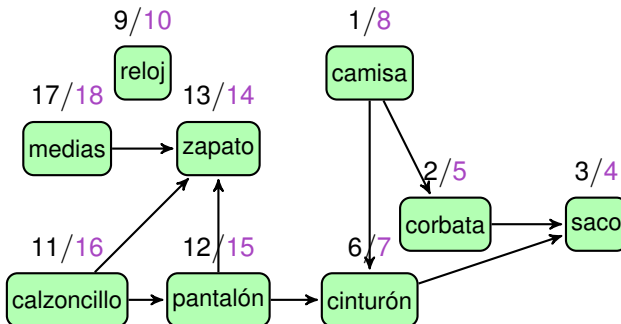 9/10
reloj
1/8
camisa
17/18
medias
13/14
zapato
2/5
corbata
3/4
saco
11/16
calzoncillo
12/15
pantalón
6/7
cinturón